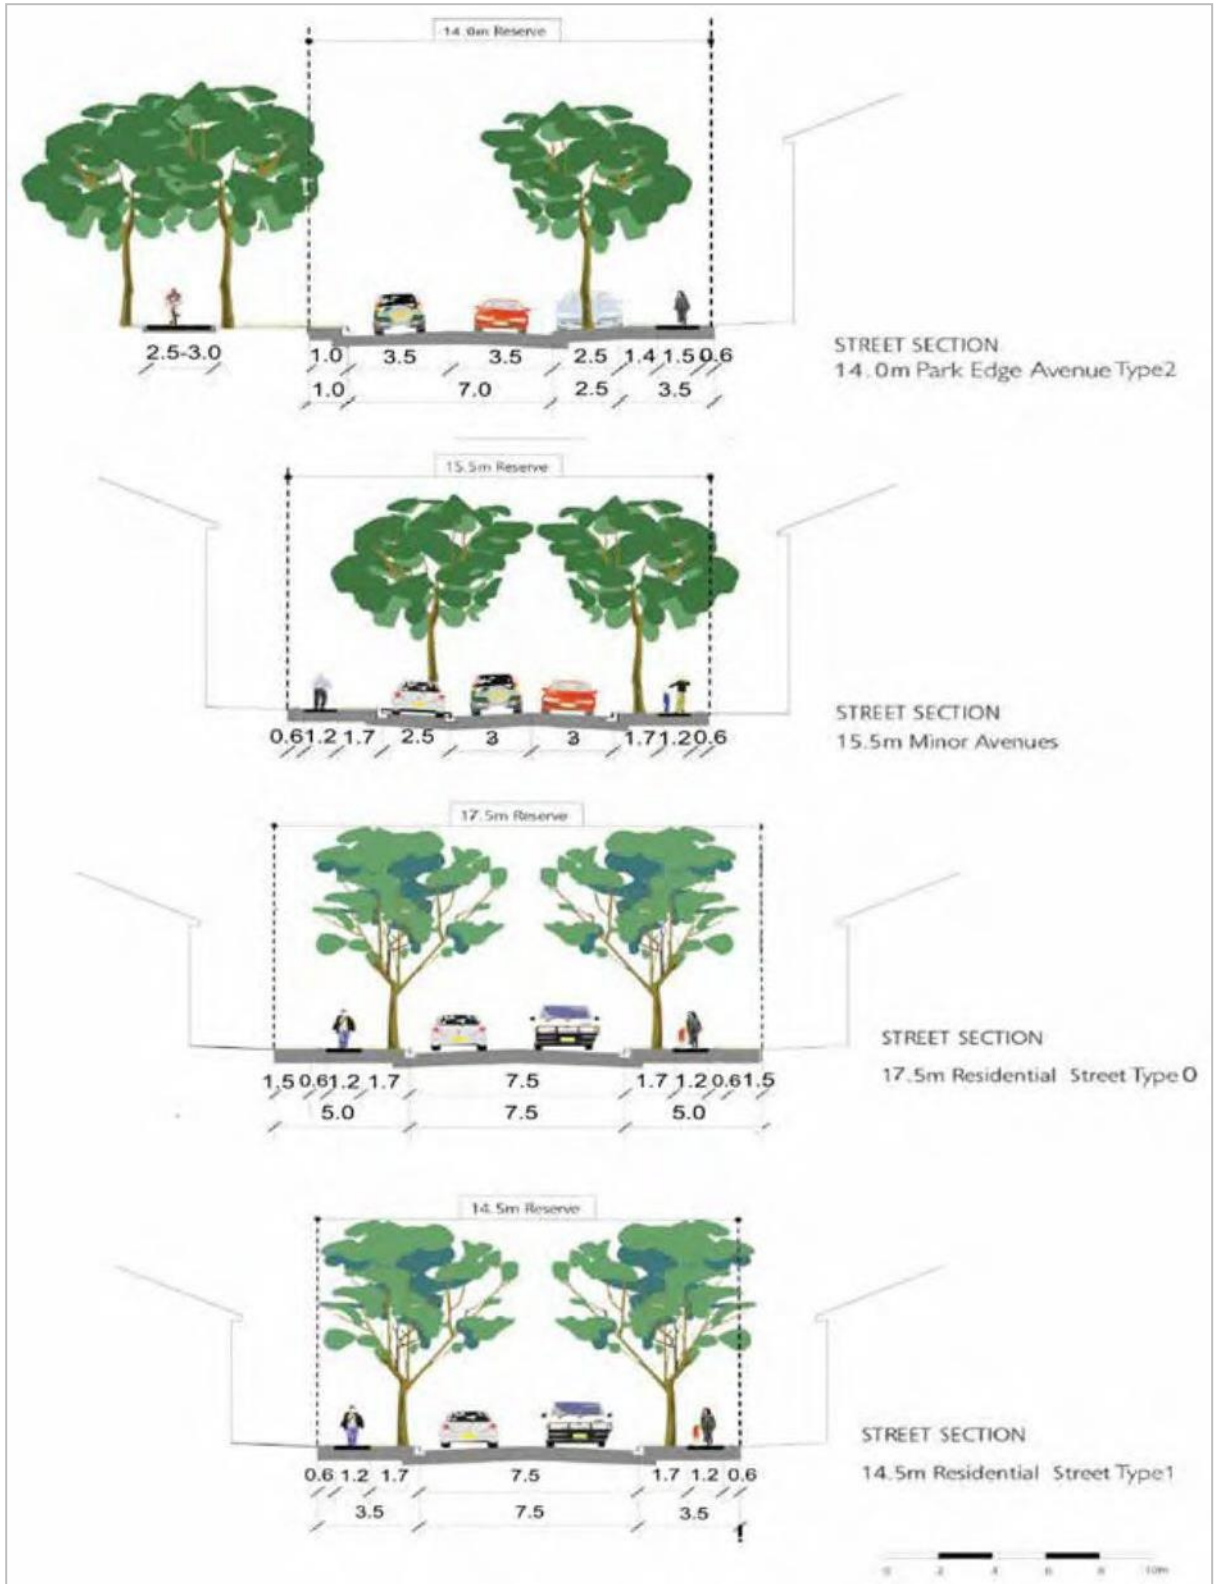 14.0m Reserve
2.5-3.0 1.0 3.5 3.5 2.5 1.4 1.5 0.6
1.0 7.0 2.5 3.5
STREET SECTION
14.0m Park Edge Avenue Type2
15.5m Reserve
0.6 1.2 1.7 2.5 3 3 1.7 1.2 0.6
STREET SECTION
15.5m Minor Avenues
17.5m Reserve
1.5 0.6 1.2 1.7 7.5 1.7 1.2 0.6 1.5
5.0 7.5 5.0
STREET SECTION
17.5m Residential Street Type 0
14.5m Reserve
0.6 1.2 1.7 7.5 1.7 1.2 0.6
3.5 7.5 3.5
STREET SECTION
14.5m Residential Street Type1
0 2 4 6 8 10m